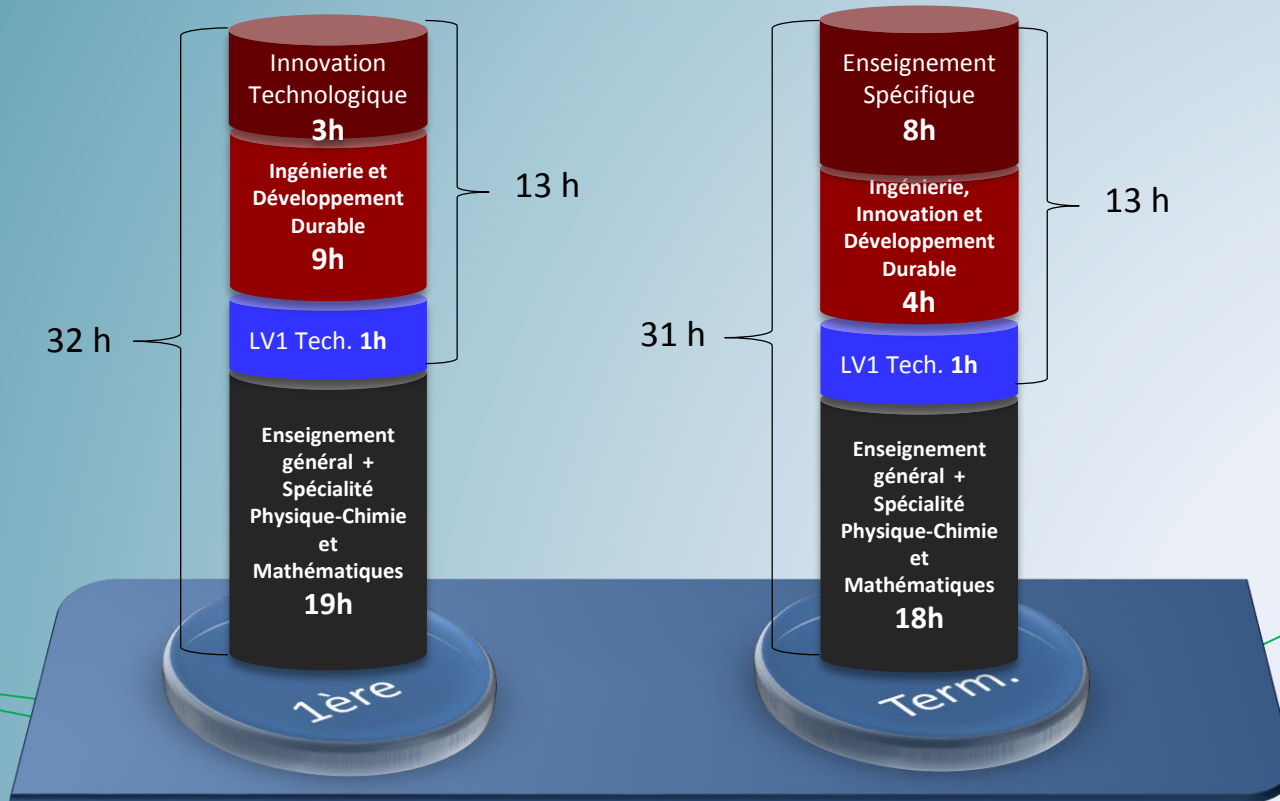 Innovation
Technologique
3h
Ingénierie et
Développement
Durable
9h
LV1 Tech. 1h
Enseignement
général +
Spécialité
Physique-Chimie
et
Mathématiques
19h
32 h
13 h
1ère
Enseignement
Spécifique
8h
Ingénierie,
Innovation et
Développement
Durable
4h
LV1 Tech. 1h
Enseignement
général +
Spécialité
Physique-Chimie
et
Mathématiques
18h
31 h
13 h
Term.